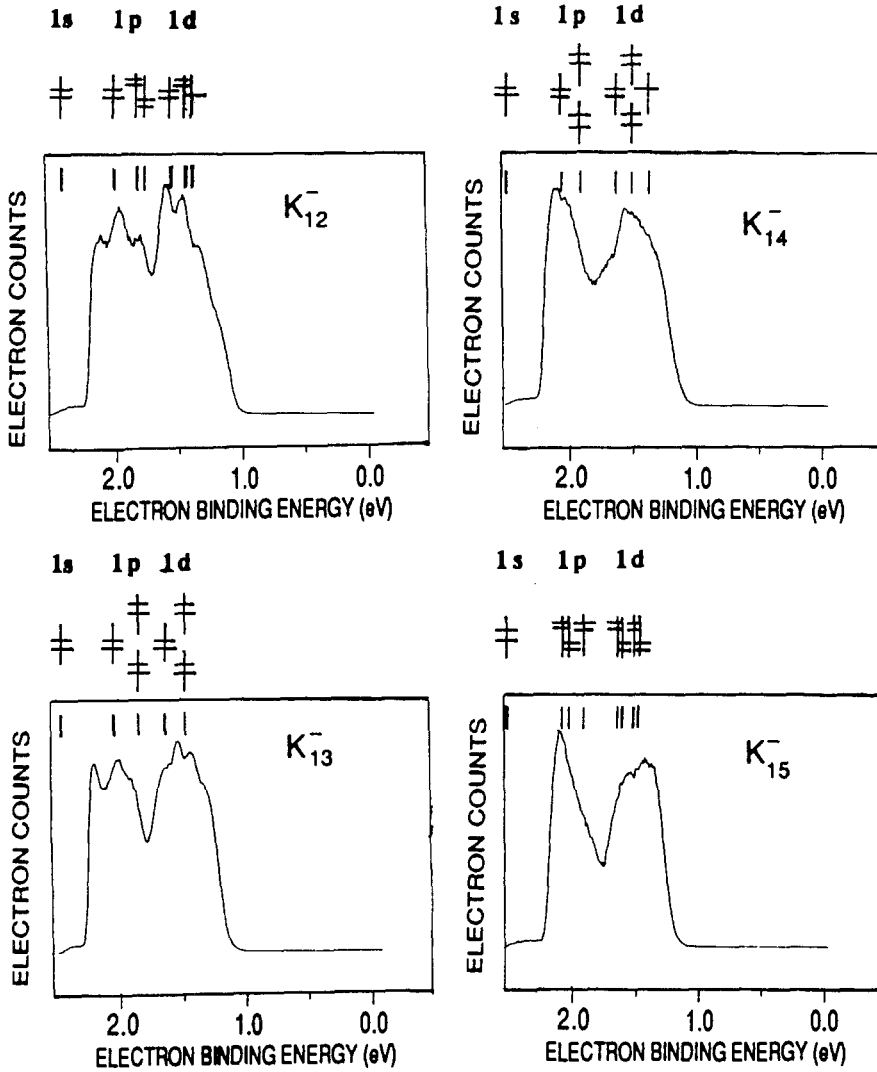 1s 1p 1d
ELECTRON COUNTS
K₁₂⁻
2.0 1.0 0.0
ELECTRON BINDING ENERGY (eV)
1s 1p 1d
ELECTRON COUNTS
K₁₄⁻
2.0 1.0 0.0
ELECTRON BINDING ENERGY (eV)
1s 1p 1d
ELECTRON COUNTS
K₁₃⁻
2.0 1.0 0.0
ELECTRON BINDING ENERGY (eV)
1s 1p 1d
ELECTRON COUNTS
K₁₅⁻
2.0 1.0 0.0
ELECTRON BINDING ENERGY (eV)